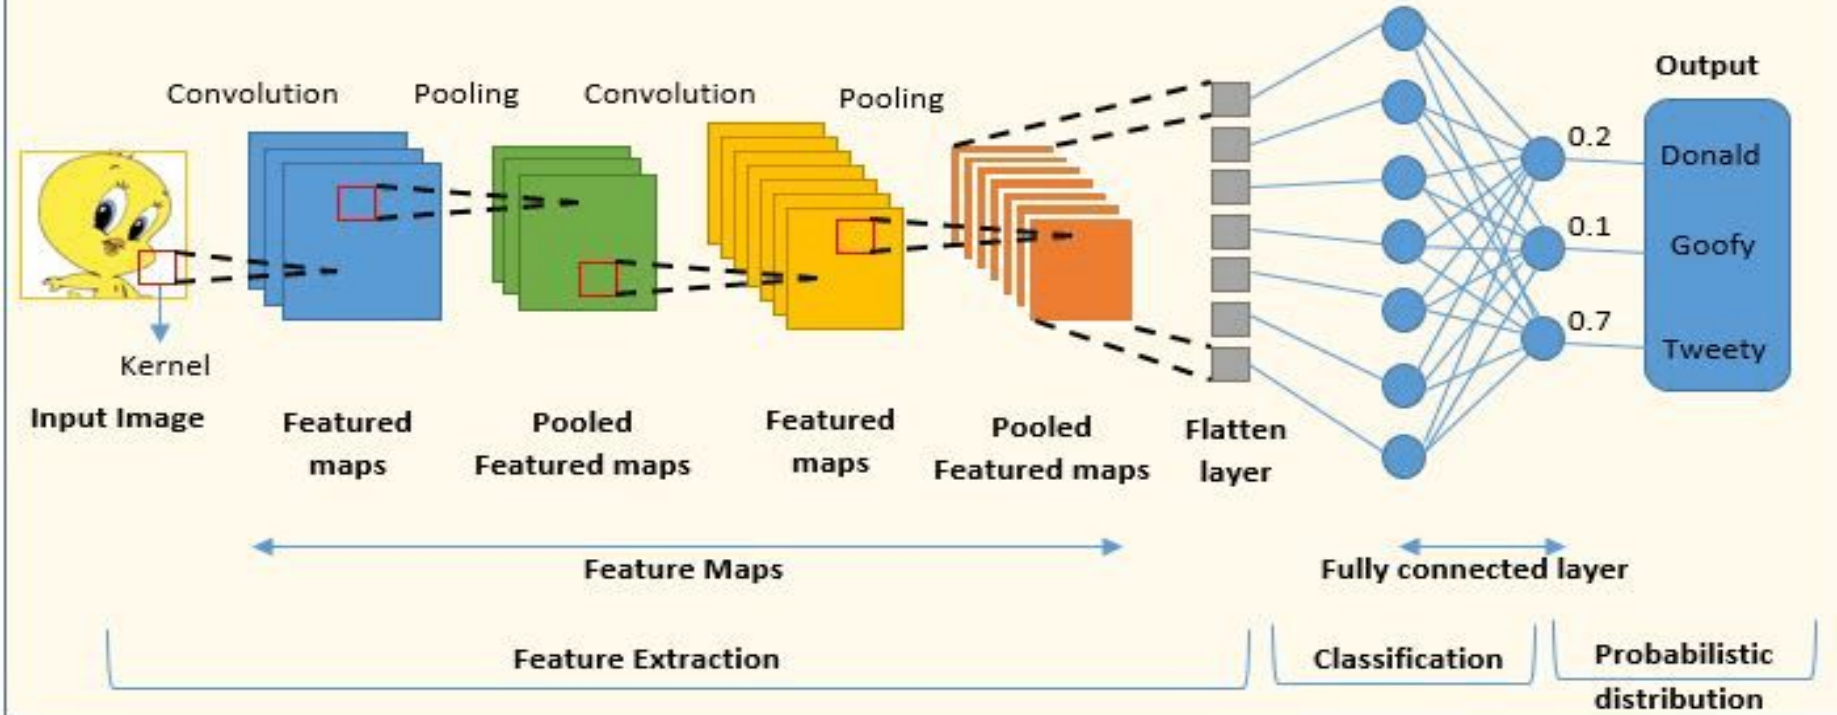 Convolution
Pooling
Convolution
Pooling
Output
0.2
Donald
0.1
Goofy
0.7
Tweety
Kernel
Input Image
Featured
maps
Pooled
Featured maps
Featured
maps
Pooled
Featured maps
Flatten
layer
Feature Maps
Fully connected layer
Feature Extraction
Classification
Probabilistic
distribution